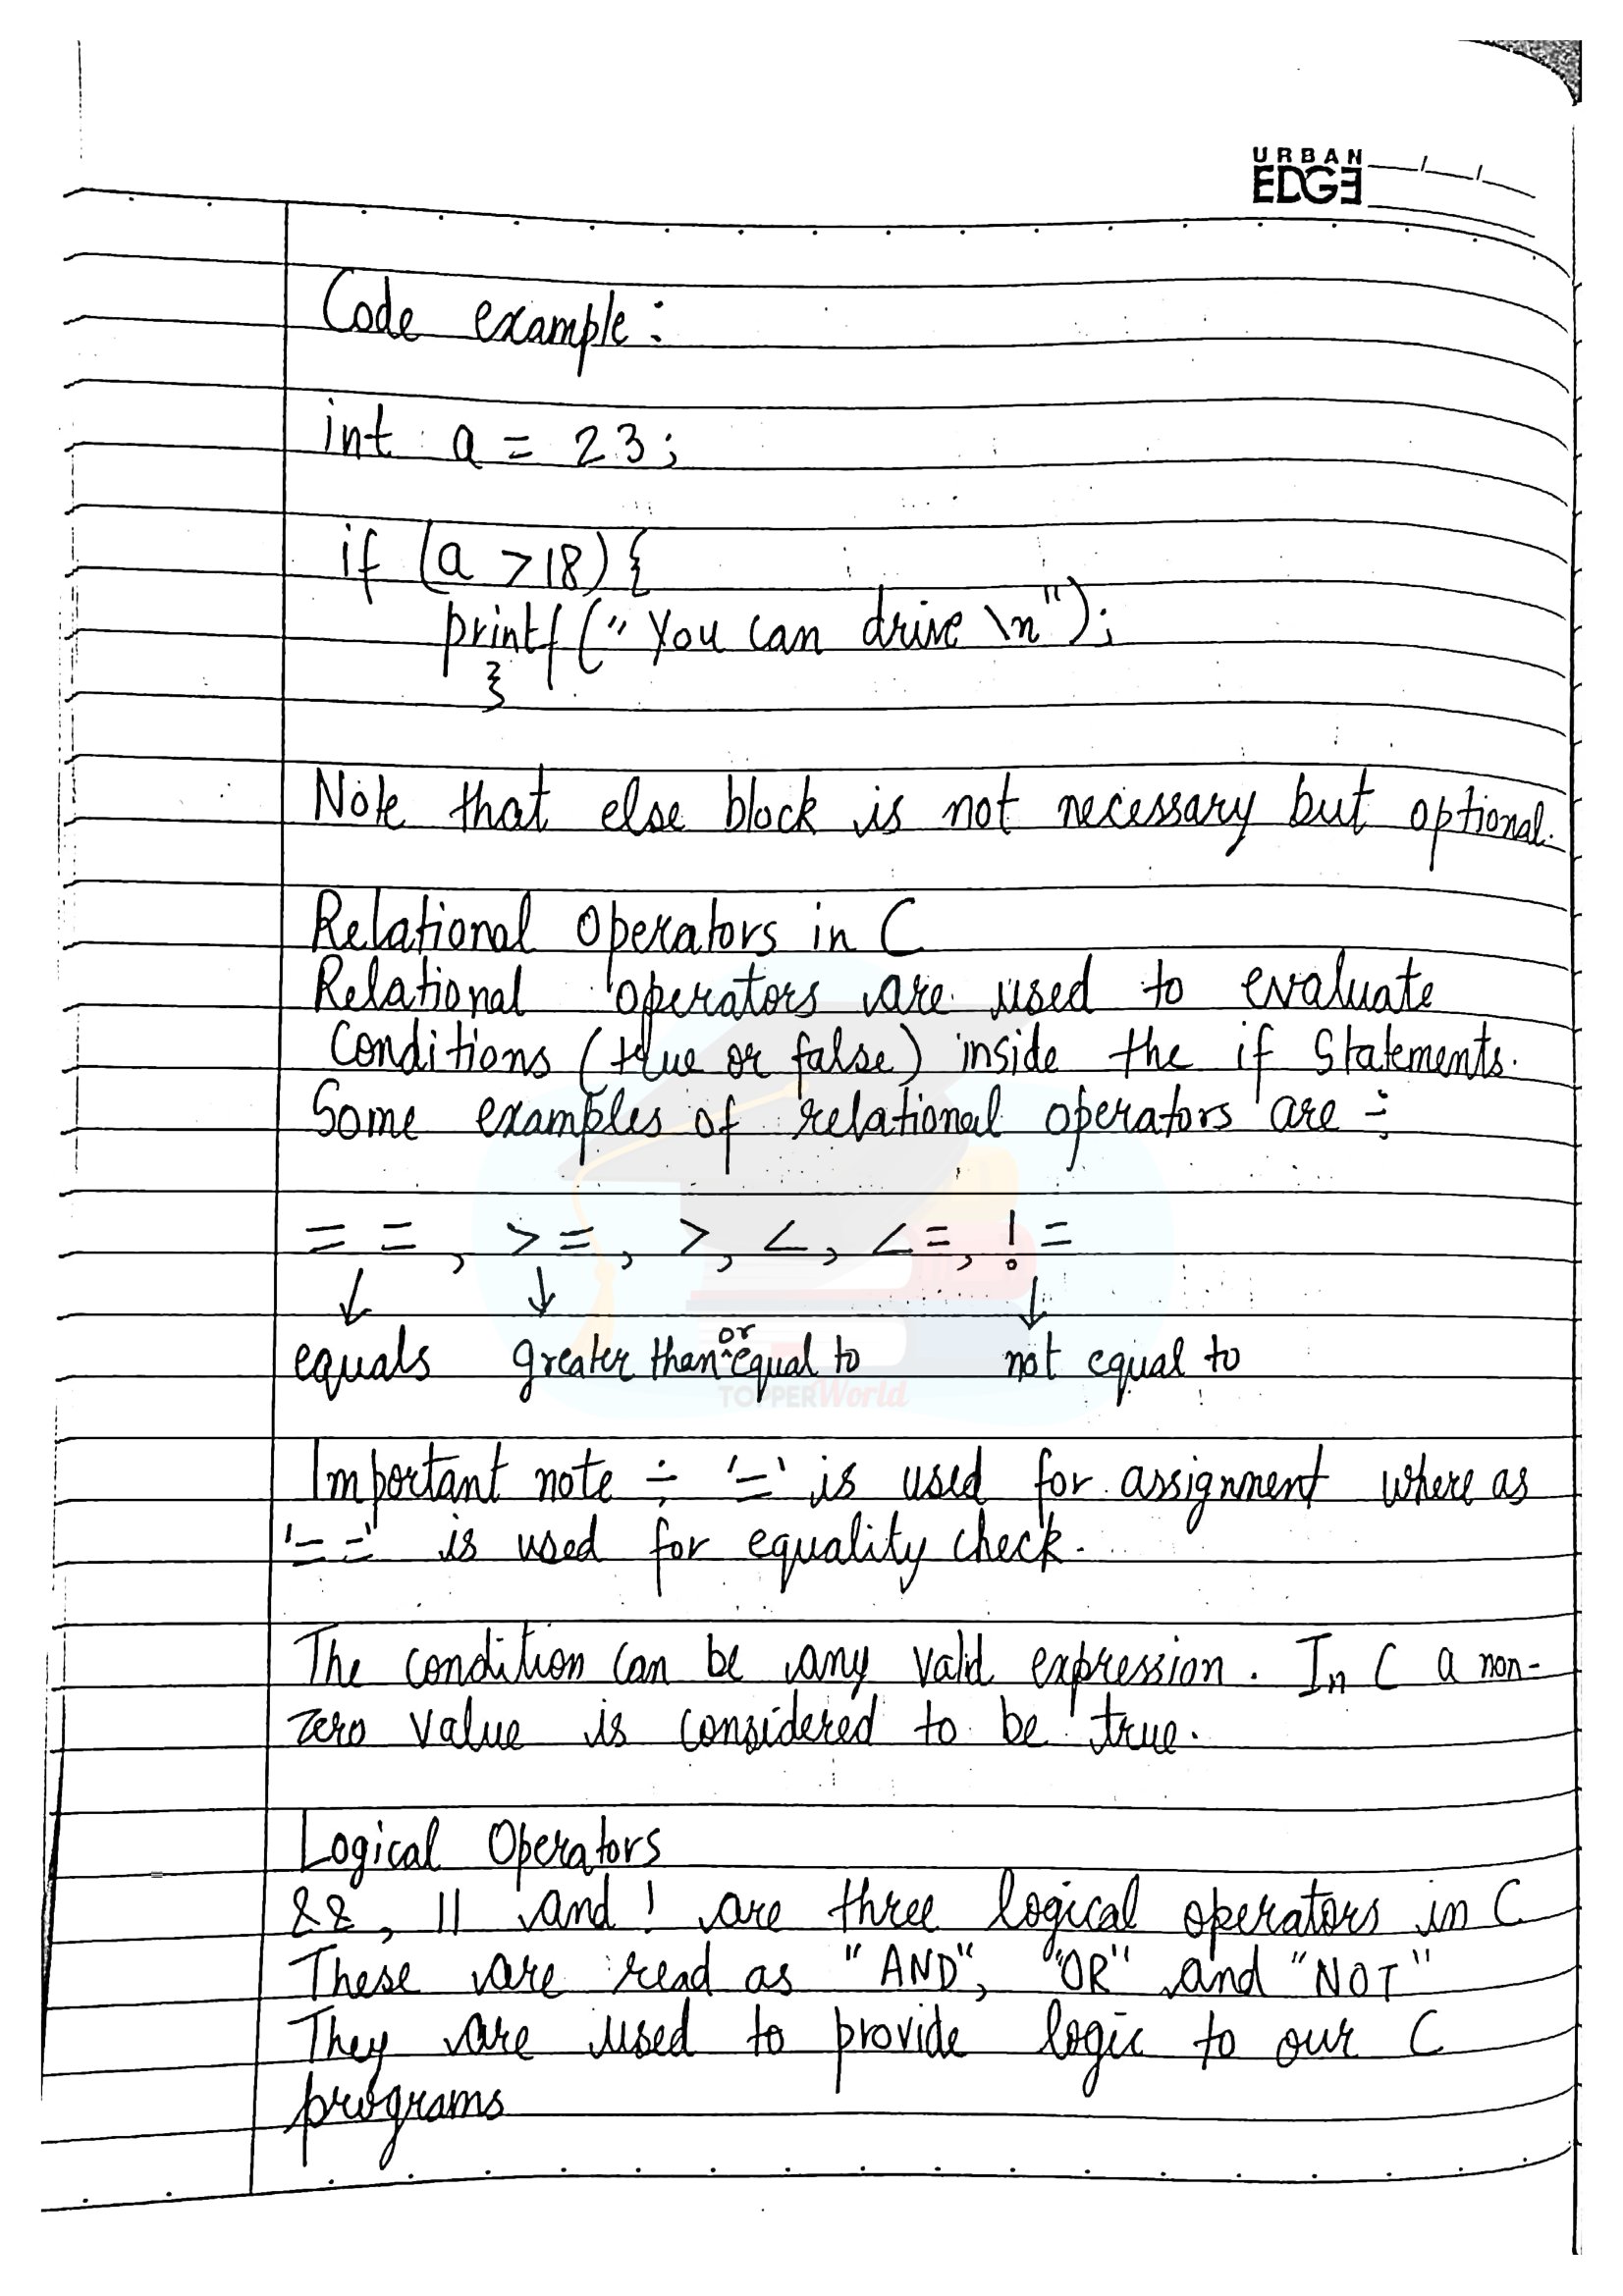 URBAN
EDGE
Code example:
int a = 23;
if (a > 18){
printf("You can drive \n");
}
Note that else block is not necessary but optional.
Relational Operators in C
Relational operators are used to evaluate
conditions (true or false) inside the if statements.
Some examples of relational operators are :
= = , > = , > , < , < = , ! =
↓ ↓ ↓
equals greater than or equal to not equal to
TOPPERWorld
Important note : '=' is used for assignment where as
'= =' is used for equality check.
The condition can be any valid expression. In C a non-
zero value is considered to be true.
Logical Operators
&&, || and ! are three logical operators in C
These are read as "AND", "OR" and "NOT"
They are used to provide logic to our C
programs